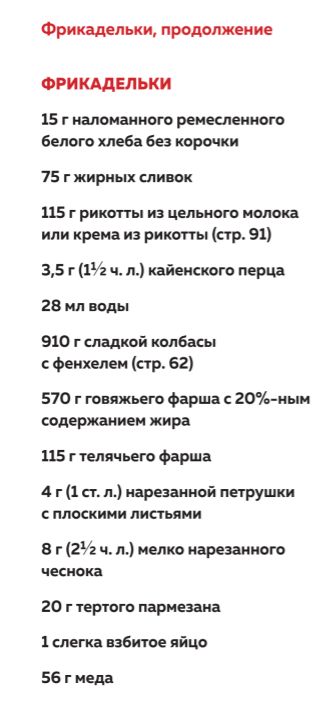 Фрикадельки, продолжение
ФРИКАДЕЛЬКИ
15 г наломанного ремесленного
белого хлеба без корочки
75 г жирных сливок
115 г рикотты из цельного молока
или крема из рикотты (стр. 91)
3,5 г (1½ ч. л.) кайенского перца
28 мл воды
910 г сладкой колбасы
с фенхелем (стр. 62)
570 г говяжьего фарша с 20%-ным
содержанием жира
115 г телячьего фарша
4 г (1 ст. л.) нарезанной петрушки
с плоскими листьями
8 г (2½ ч. л.) мелко нарезанного
чеснока
20 г тертого пармезана
1 слегка взбитое яйцо
56 г меда